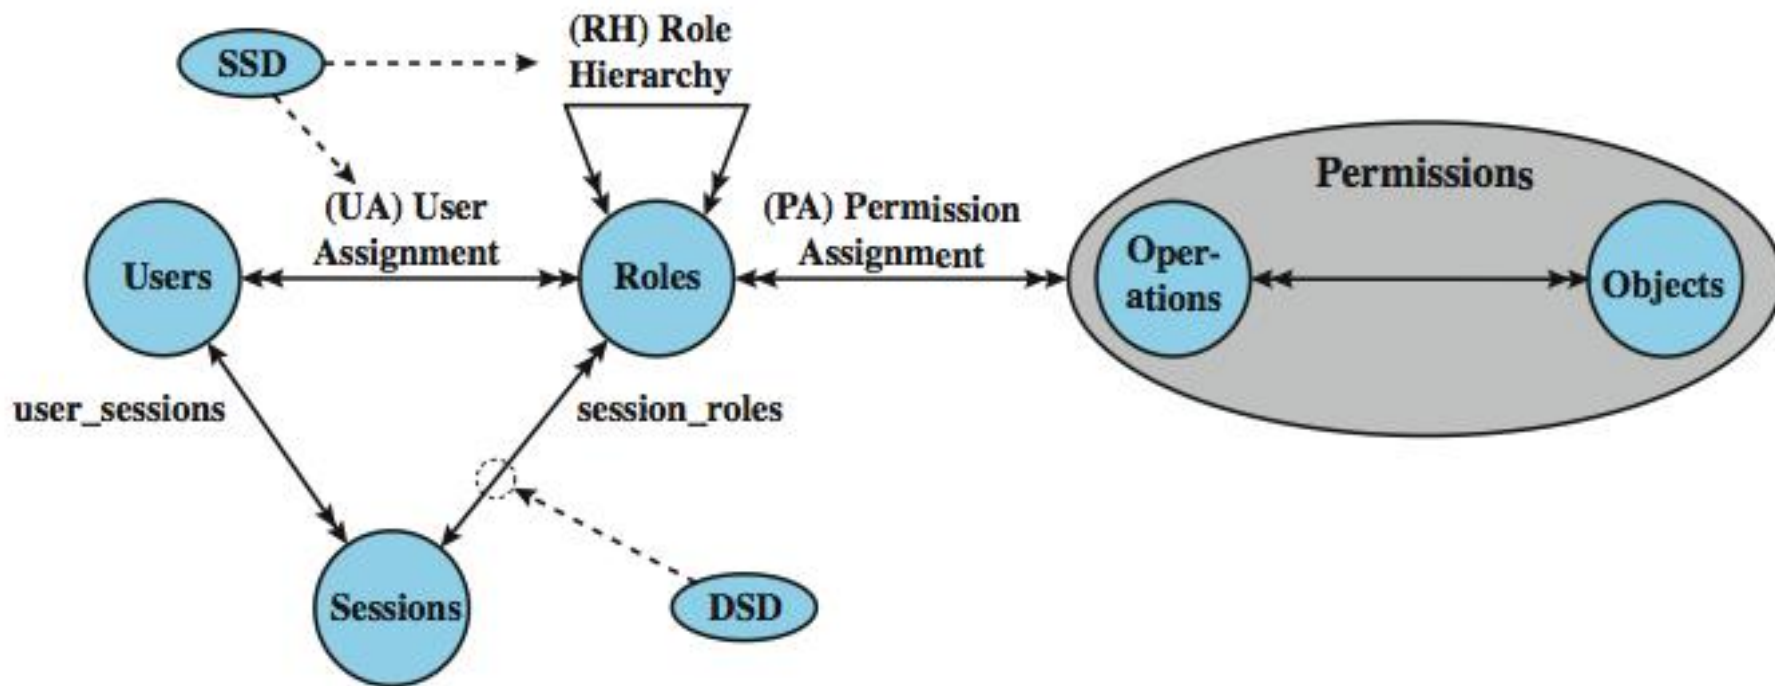 SSD
(RH) Role
Hierarchy
Permissions
(UA) User
Assignment
(PA) Permission
Assignment
Users
Roles
Oper-
ations
Objects
user_sessions
session_roles
Sessions
DSD